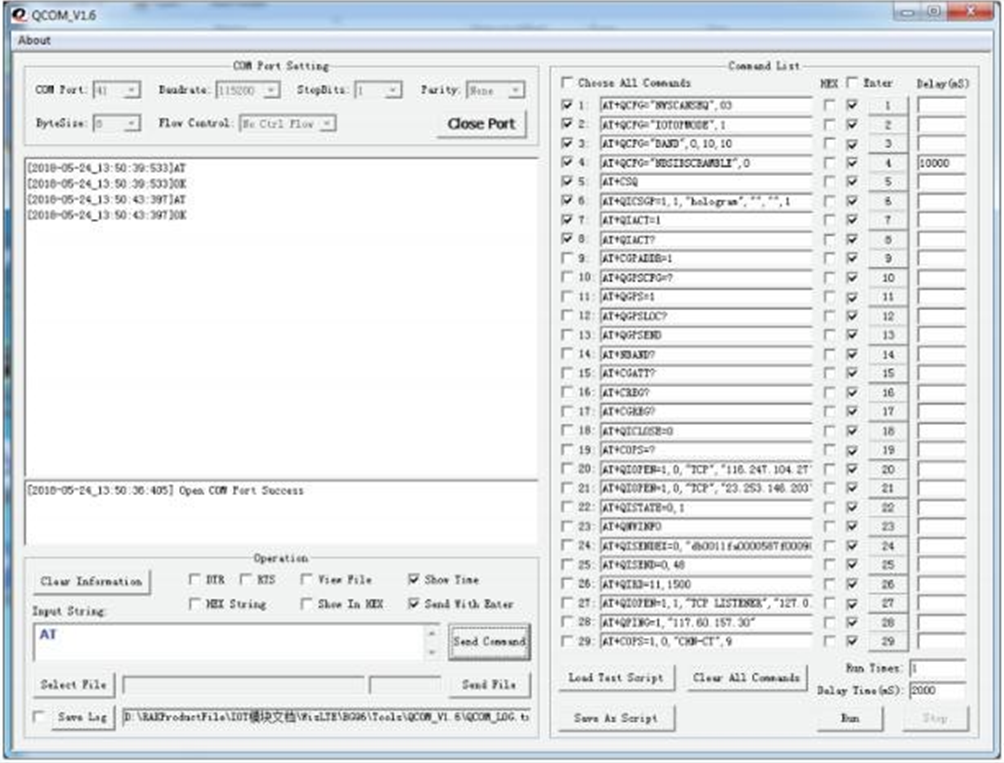 QCOM_V1.6
About
COM Port Setting
COM Port: 41 Baudrate: 115200 StopBits: 1 Parity: None
ByteSize: 8 Flow Control: No Ctrl Flow Close Port
[2018-05-24_13:50:39:533]AT
[2018-05-24_13:50:39:533]OK
[2018-05-24_13:50:43:397]AT
[2018-05-24_13:50:43:397]OK
[2018-05-24_13:50:36:405] Open COM Port Success
Operation
Clear Information DTR RTS View File Show Time
HEX String Show In HEX Send With Enter
Input String:
AT
Send Command
Select File Send File
Save Log D:\RAKProductFile\IOT模块文档\WisLTE\BG96\Tools\QCOM_V1.6\QCOM_LOG.t
Command List
Choose All Commands HEX Enter Delay(mS)
1: AT+QCFG="NWSCANSEQ",03 1
2: AT+QCFG="IOTOPMODE",1 2
3: AT+QCFG="BAND",0,10,10 3
4: AT+QCFG="NBSIBSCRAMBLE",0 4 10000
5: AT+CSQ 5
6: AT+QICSGP=1,1,"hologram","","",1 6
7: AT+QIACT=1 7
8: AT+QIACT? 8
9: AT+CGPADDR=1 9
10: AT+QGPSCFG=? 10
11: AT+QGPS=1 11
12: AT+QGPSLOC? 12
13: AT+QGPSEND 13
14: AT+NBAND? 14
15: AT+CGATT? 15
16: AT+CREG? 16
17: AT+CGREG? 17
18: AT+QICLOSE=0 18
19: AT+COPS=? 19
20: AT+QIOPEN=1,0,"TCP","116.247.104.27 20
21: AT+QIOPEN=1,0,"TCP","23.253.146.203 21
22: AT+QISTATE=0,1 22
23: AT+QNWINFO 23
24: AT+QISENDEX=0,"db0011fa0000587f0009 24
25: AT+QISEND=0,48 25
26: AT+QIRD=11,1500 26
27: AT+QIOPEN=1,1,"TCP LISTENER","127.0. 27
28: AT+QPING=1,"117.60.157.30" 28
29: AT+COPS=1,0,"CHN-CT",9 29
Load Test Script Clear All Commands Run Times: 1
Delay Time(mS): 2000
Save As Script Run Stop